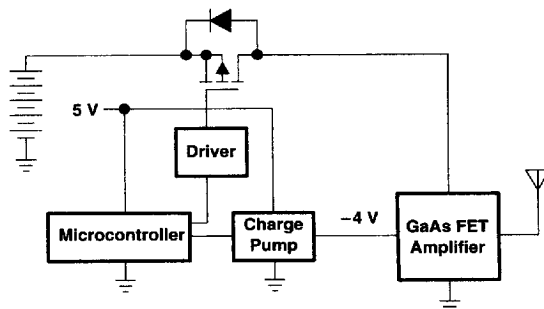 5 V
Driver
Microcontroller
Charge
Pump
−4 V
GaAs FET
Amplifier